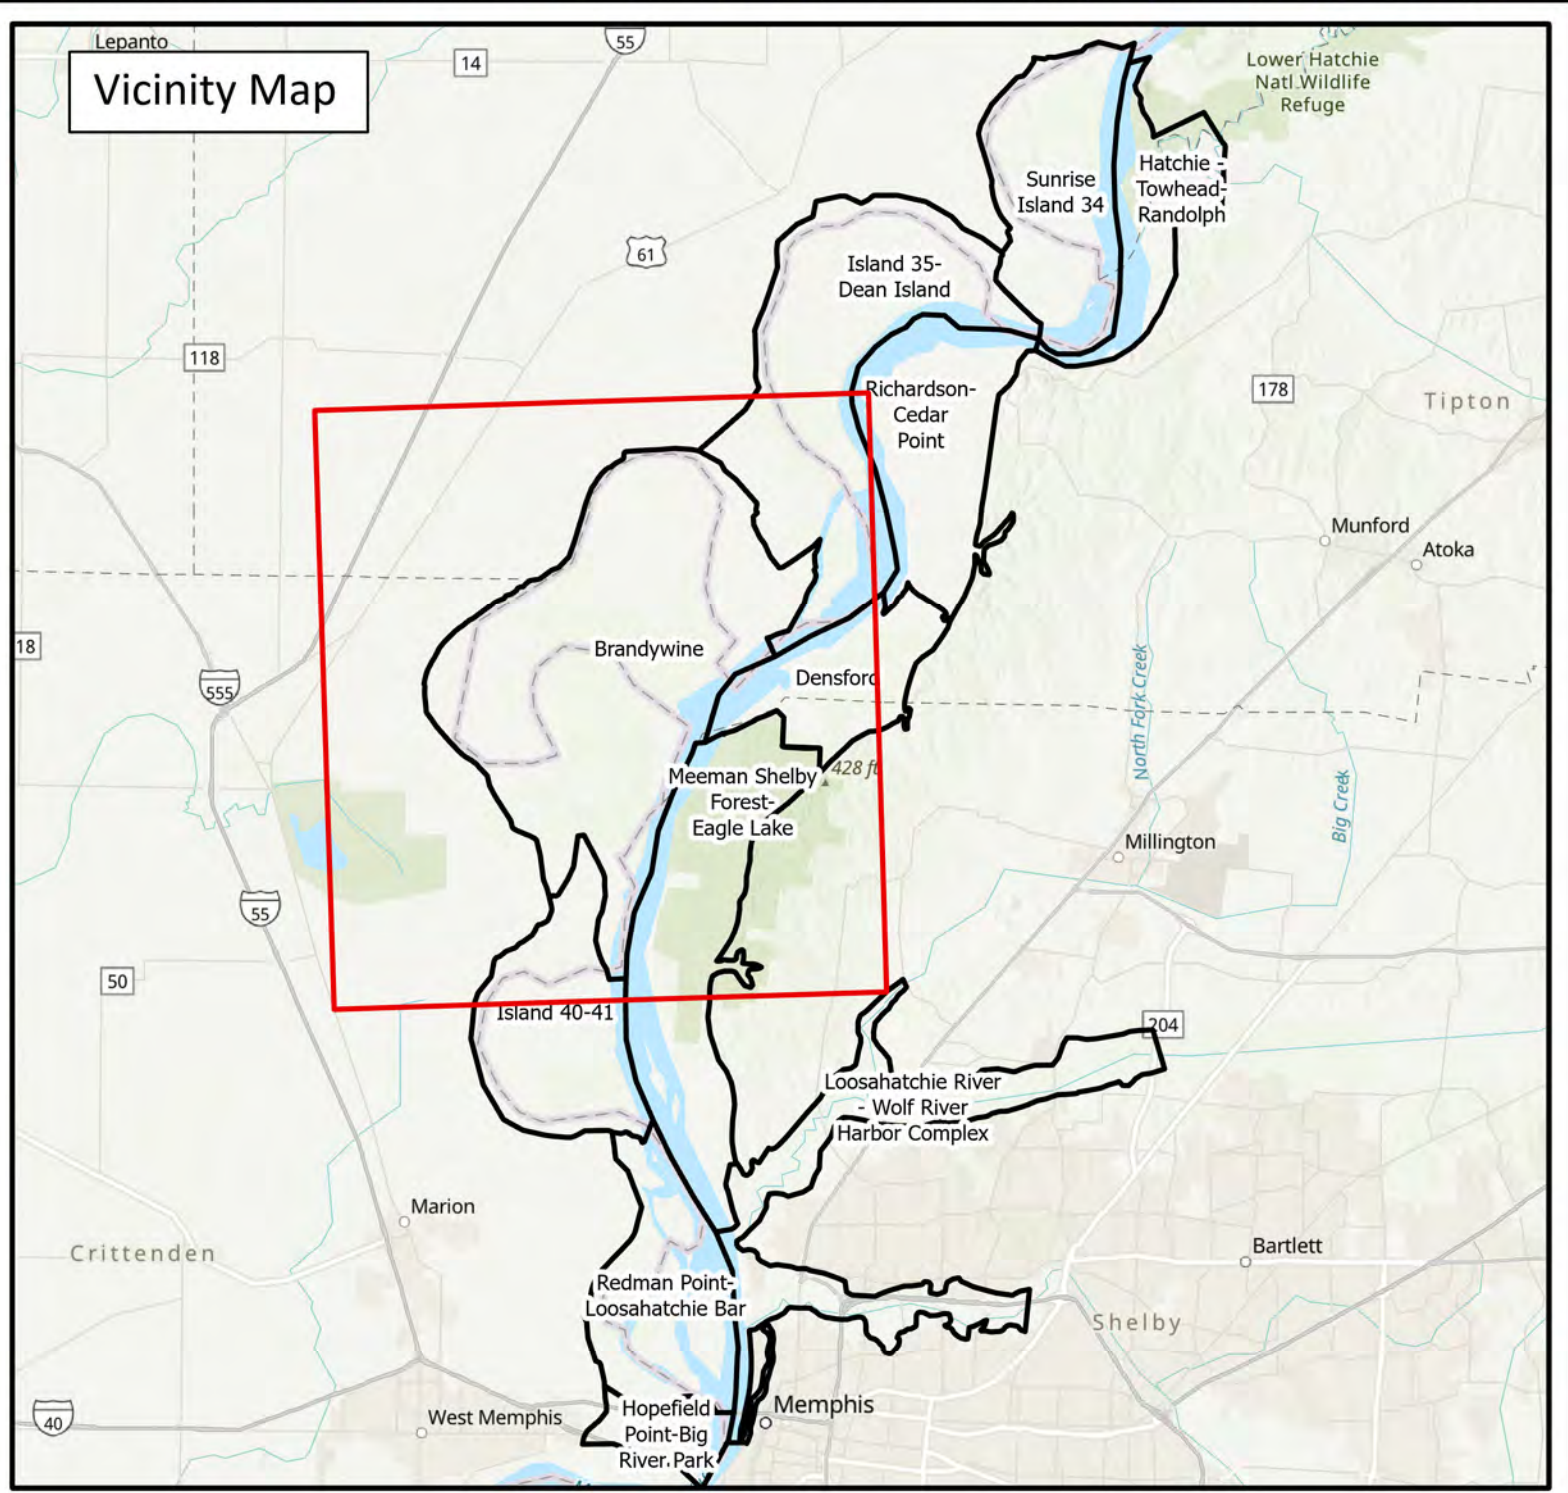 Lepanto
Vicinity Map
14
55
Lower Hatchie
Natl Wildlife
Refuge
Sunrise
Island 34
Hatchie -
Towhead-
Randolph
61
Island 35-
Dean Island
118
178
Tipton
Richardson-
Cedar
Point
Munford
Atoka
18
555
Brandywine
Densford
North Fork Creek
Big Creek
428 ft
Meeman Shelby
Forest-
Eagle Lake
Millington
55
50
Island 40-41
204
Loosahatchie River
- Wolf River
Harbor Complex
Marion
Crittenden
Bartlett
Redman Point-
Loosahatchie Bar
Shelby
40
West Memphis
Hopefield
Point-Big
River Park
Memphis